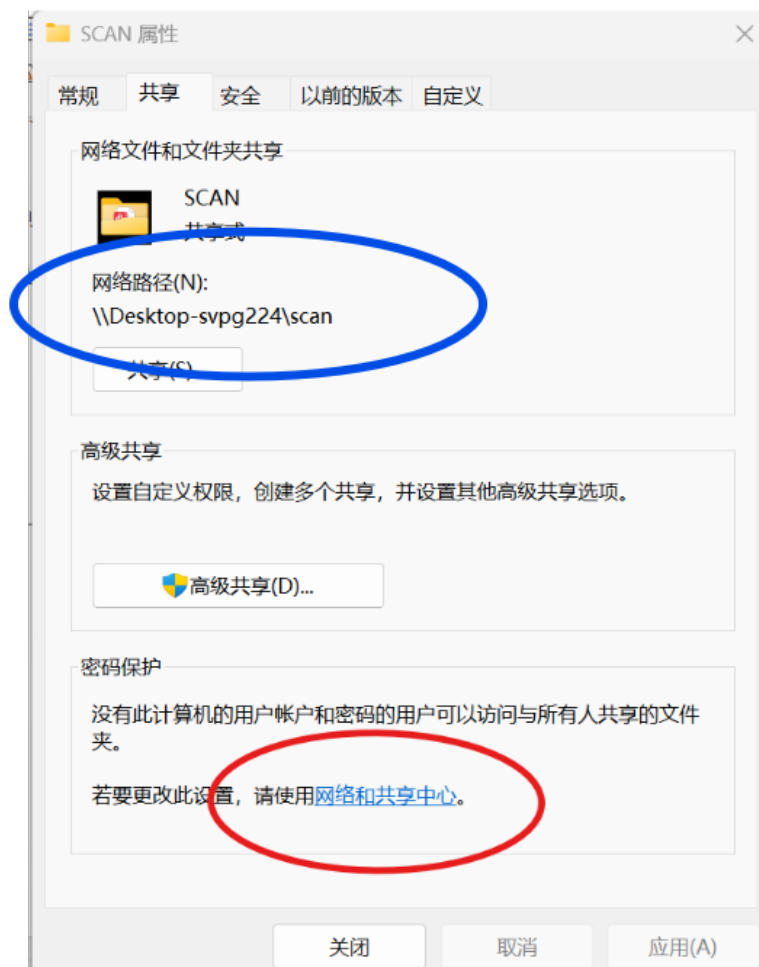 SCAN 属性
常规 共享 安全 以前的版本 自定义
网络文件和文件夹共享
SCAN
共享式
网络路径(N):
\\Desktop-svpg224\scan
共享(S)...
高级共享
设置自定义权限，创建多个共享，并设置其他高级共享选项。
高级共享(D)...
密码保护
没有此计算机的用户帐户和密码的用户可以访问与所有人共享的文件
夹。
若要更改此设置，请使用网络和共享中心。
关闭 取消 应用(A)